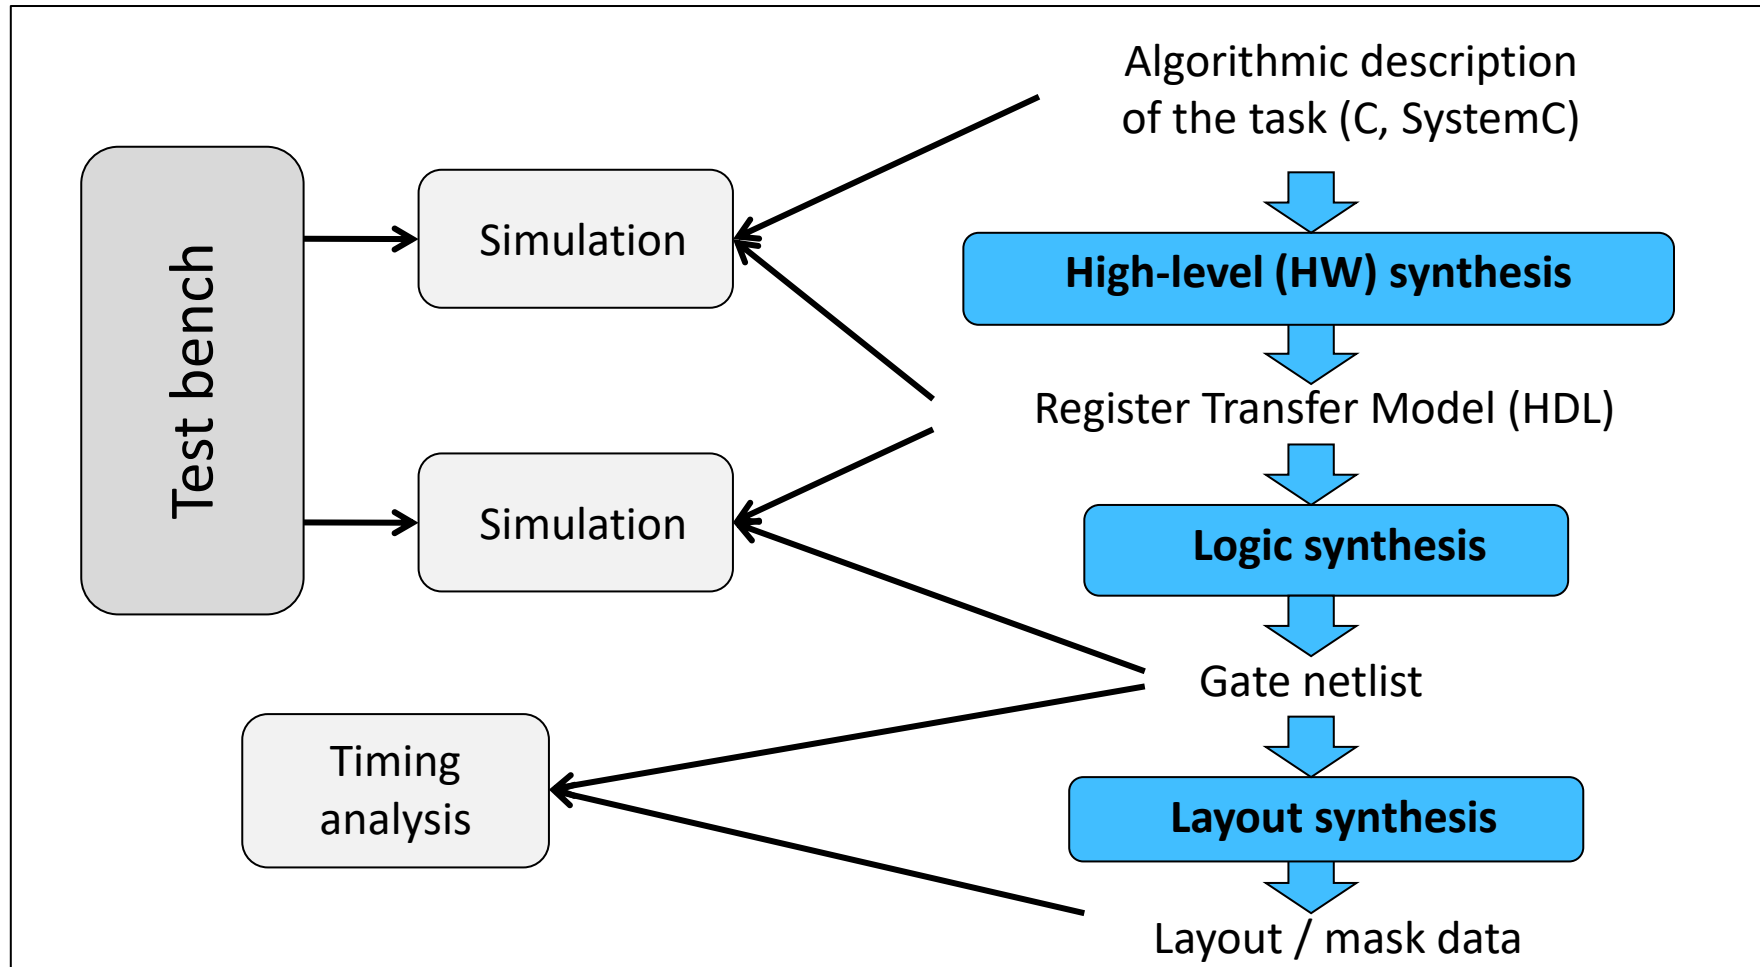 Algorithmic description
of the task (C, SystemC)
Test bench
Simulation
High-level (HW) synthesis
Register Transfer Model (HDL)
Simulation
Logic synthesis
Gate netlist
Timing
analysis
Layout synthesis
Layout / mask data